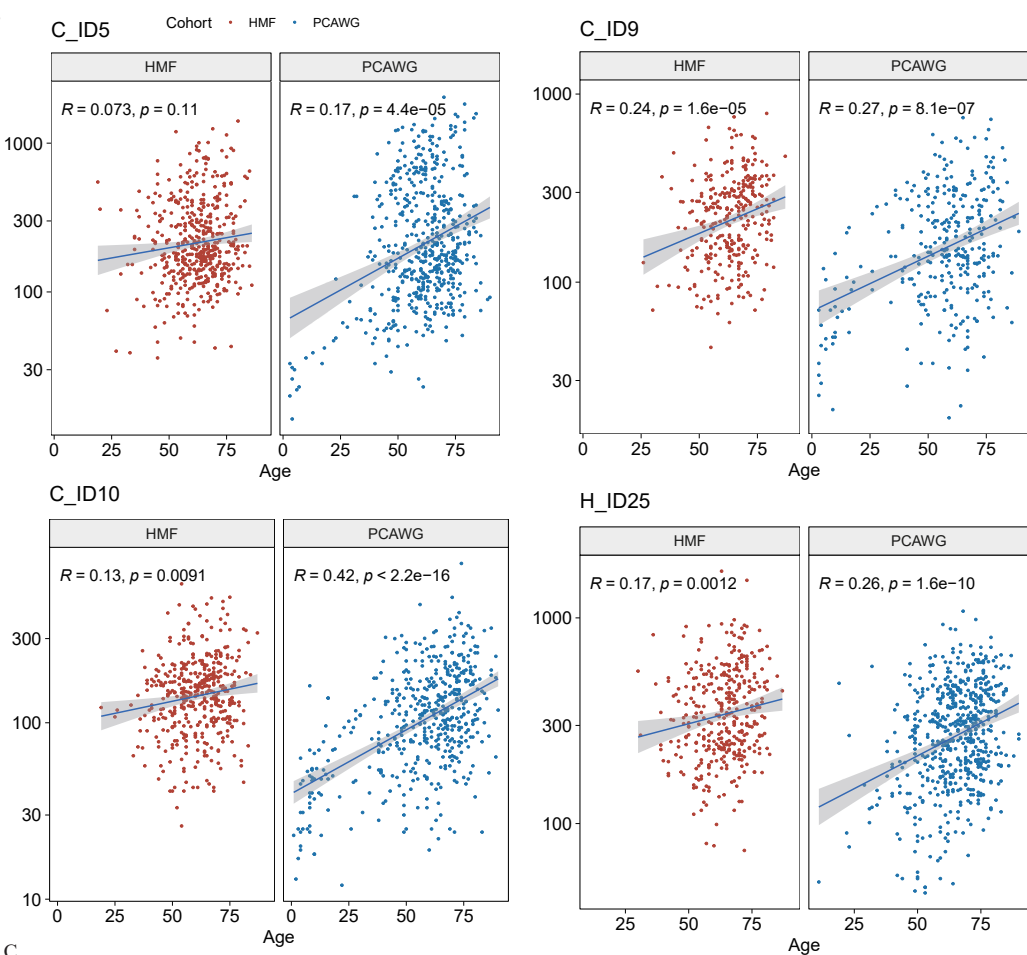 C_ID5
Cohort HMF PCAWG
HMF PCAWG
R = 0.073, p = 0.11
R = 0.17, p = 4.4e−05
1000
300
100
30
0 25 50 75 0 25 50 75
Age
C_ID9
HMF PCAWG
R = 0.24, p = 1.6e−05
R = 0.27, p = 8.1e−07
1000
300
100
30
0 25 50 75 0 25 50 75
Age
C_ID10
HMF PCAWG
R = 0.13, p = 0.0091
R = 0.42, p < 2.2e−16
300
100
30
10
0 25 50 75 0 25 50 75
Age
H_ID25
HMF PCAWG
R = 0.17, p = 0.0012
R = 0.26, p = 1.6e−10
1000
300
100
25 50 75 25 50 75
Age
C